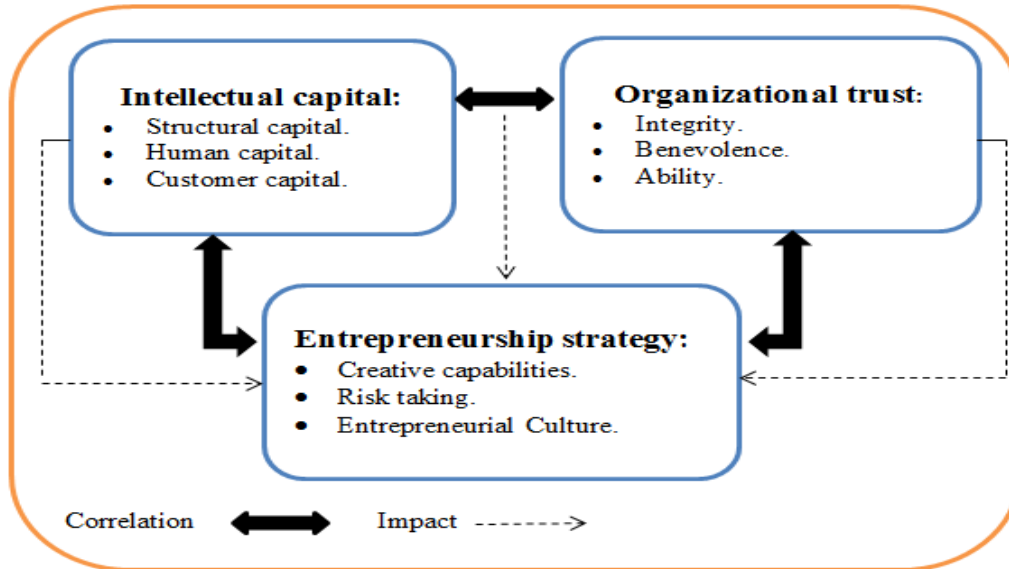 Intellectual capital:
• Structural capital.
• Human capital.
• Customer capital.
Organizational trust:
• Integrity.
• Benevolence.
• Ability.
Entrepreneurship strategy:
• Creative capabilities.
• Risk taking.
• Entrepreneurial Culture.
Correlation
Impact